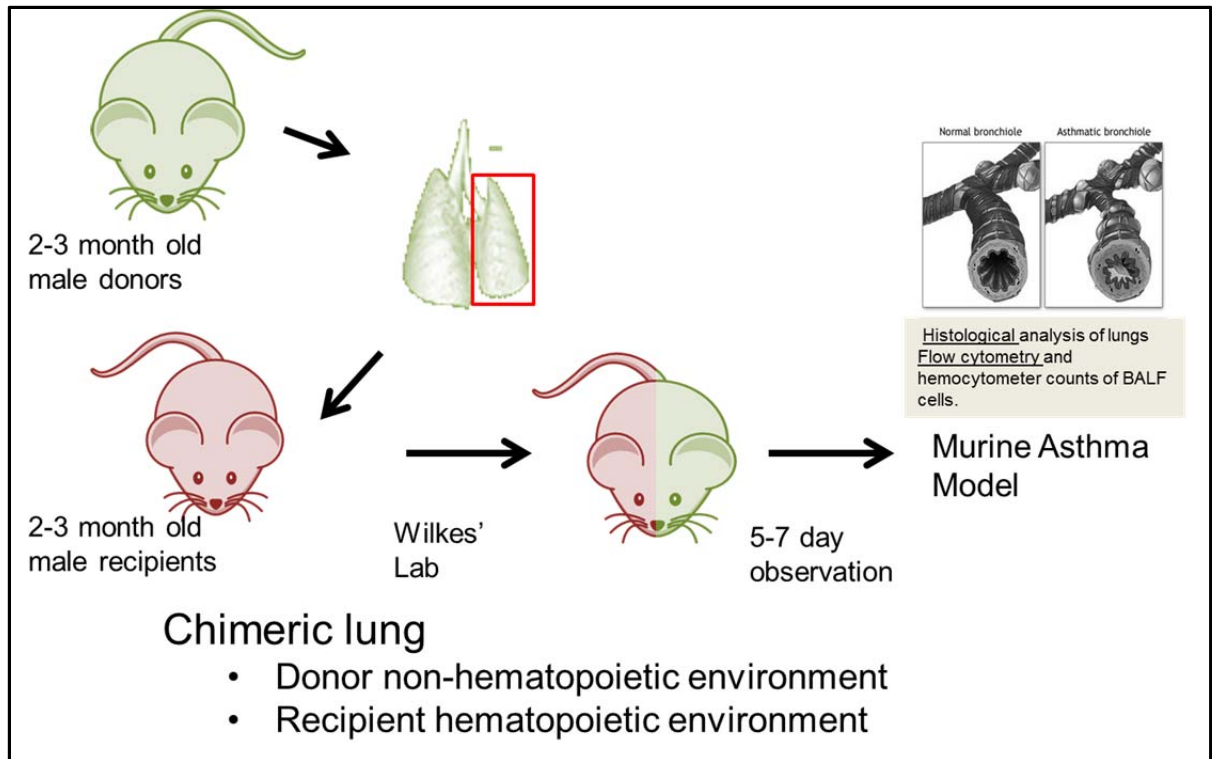 2-3 month old
male donors
Normal bronchiole
Asthmatic bronchiole
Histological analysis of lungs
Flow cytometry and
hemocytometer counts of BALF
cells.
2-3 month old
male recipients
Wilkes’
Lab
5-7 day
observation
Murine Asthma
Model
Chimeric lung
• Donor non-hematopoietic environment
• Recipient hematopoietic environment